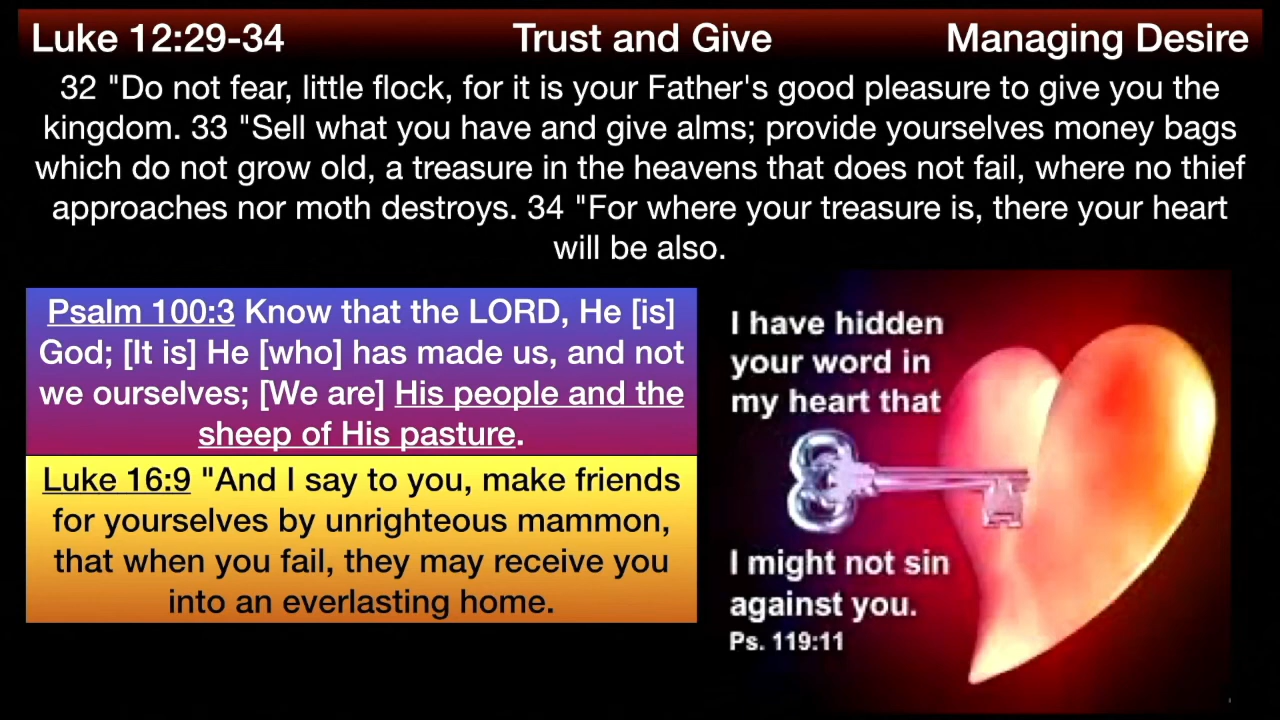 Luke 12:29-34 Trust and Give Managing Desire
32 "Do not fear, little flock, for it is your Father's good pleasure to give you the
kingdom. 33 "Sell what you have and give alms; provide yourselves money bags
which do not grow old, a treasure in the heavens that does not fail, where no thief
approaches nor moth destroys. 34 "For where your treasure is, there your heart
will be also.
Psalm 100:3 Know that the LORD, He [is]
God; [It is] He [who] has made us, and not
we ourselves; [We are] His people and the
sheep of His pasture.
Luke 16:9 "And I say to you, make friends
for yourselves by unrighteous mammon,
that when you fail, they may receive you
into an everlasting home.
I have hidden
your word in
my heart that
I might not sin
against you.
Ps. 119:11